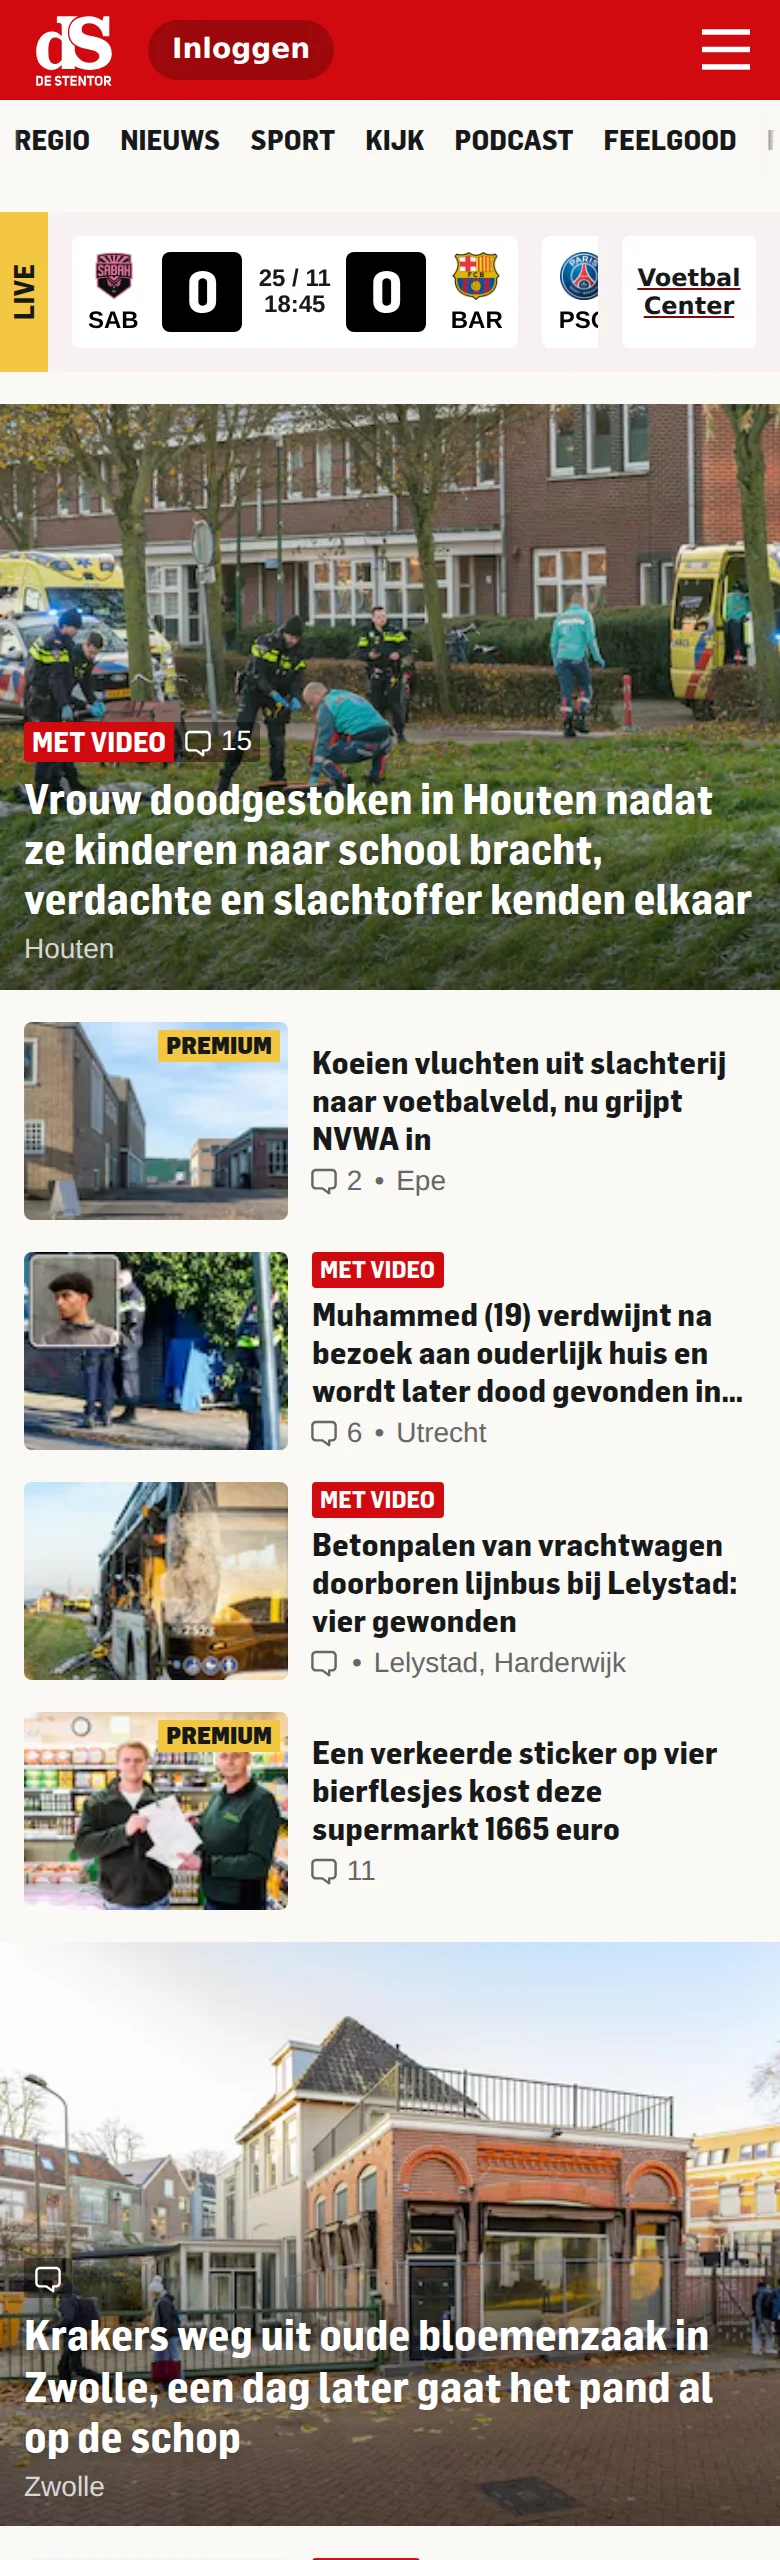 dS
DE STENTOR
Inloggen
REGIO NIEUWS SPORT KIJK PODCAST FEELGOOD
LIVE
SABAH
SAB
0
25 / 11
18:45
0
FCB
BAR
PARIS
PSG
Voetbal
Center
MET VIDEO 15
Vrouw doodgestoken in Houten nadat
ze kinderen naar school bracht,
verdachte en slachtoffer kenden elkaar
Houten
PREMIUM
Koeien vluchten uit slachterij
naar voetbalveld, nu grijpt
NVWA in
2 • Epe
MET VIDEO
Muhammed (19) verdwijnt na
bezoek aan ouderlijk huis en
wordt later dood gevonden in...
6 • Utrecht
MET VIDEO
Betonpalen van vrachtwagen
doorboren lijnbus bij Lelystad:
vier gewonden
• Lelystad, Harderwijk
PREMIUM
Een verkeerde sticker op vier
bierflesjes kost deze
supermarkt 1665 euro
11
Krakers weg uit oude bloemenzaak in
Zwolle, een dag later gaat het pand al
op de schop
Zwolle